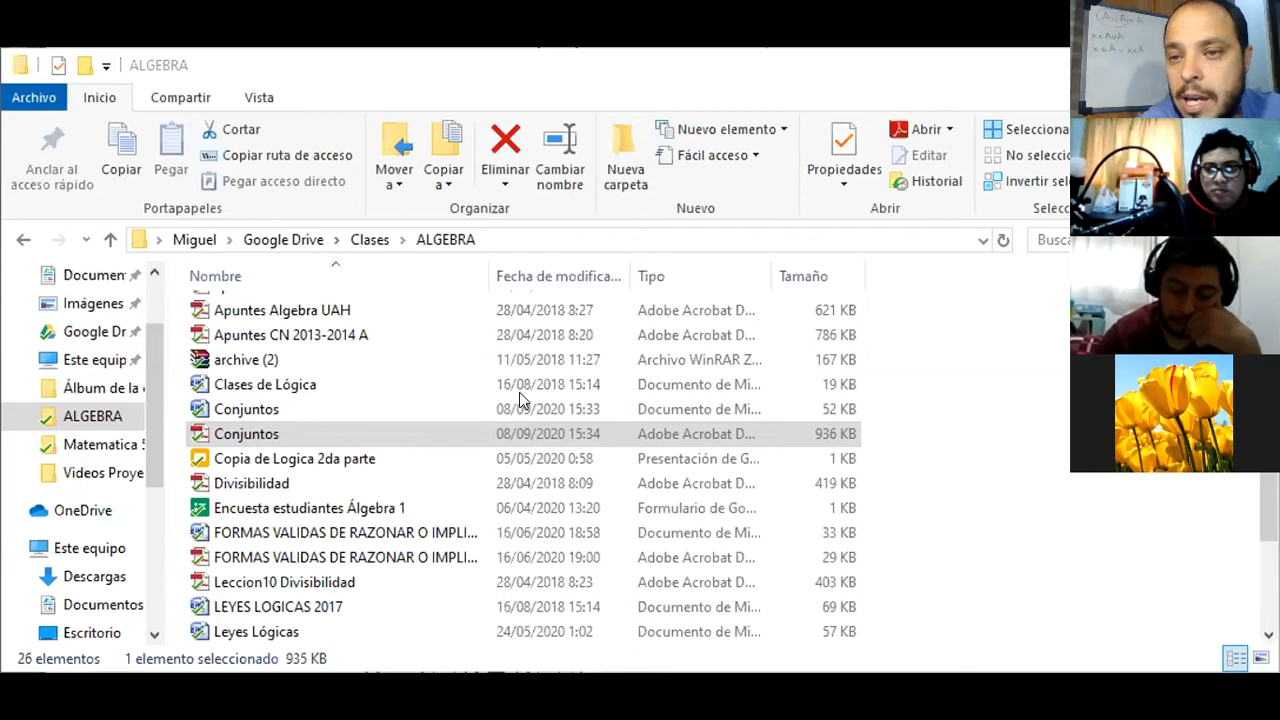 ALGEBRA
Archivo Inicio Compartir Vista
Anclar al acceso rápido
Copiar
Pegar
Cortar
Copiar ruta de acceso
Pegar acceso directo
Portapapeles
Mover a
Copiar a
Eliminar
Cambiar nombre
Organizar
Nueva carpeta
Nuevo elemento
Fácil acceso
Nuevo
Propiedades
Abrir
Editar
Historial
Abrir
Selecciona
No selecci
Invertir sel
Selec
Miguel > Google Drive > Clases > ALGEBRA
Busc
Documen
Imágenes
Google Dr
Este equip
Álbum de la
ALGEBRA
Matematica
Videos Proye
OneDrive
Este equipo
Descargas
Documentos
Escritorio
Nombre Fecha de modifica... Tipo Tamaño
Apuntes Algebra UAH 28/04/2018 8:27 Adobe Acrobat D... 621 KB
Apuntes CN 2013-2014 A 28/04/2018 8:20 Adobe Acrobat D... 786 KB
archive (2) 11/05/2018 11:27 Archivo WinRAR Z... 167 KB
Clases de Lógica 16/08/2018 15:14 Documento de Mi... 19 KB
Conjuntos 08/09/2020 15:33 Documento de Mi... 52 KB
Conjuntos 08/09/2020 15:34 Adobe Acrobat D... 936 KB
Copia de Logica 2da parte 05/05/2020 0:58 Presentación de G... 1 KB
Divisibilidad 28/04/2018 8:09 Adobe Acrobat D... 419 KB
Encuesta estudiantes Álgebra 1 06/04/2020 13:20 Formulario de Go... 1 KB
FORMAS VALIDAS DE RAZONAR O IMPLI... 16/06/2020 18:58 Documento de Mi... 33 KB
FORMAS VALIDAS DE RAZONAR O IMPLI... 16/06/2020 19:00 Adobe Acrobat D... 29 KB
Leccion10 Divisibilidad 28/04/2018 8:23 Adobe Acrobat D... 403 KB
LEYES LOGICAS 2017 16/08/2018 15:14 Documento de Mi... 69 KB
Leyes Lógicas 24/05/2020 1:02 Documento de Mi... 57 KB
26 elementos 1 elemento seleccionado 935 KB